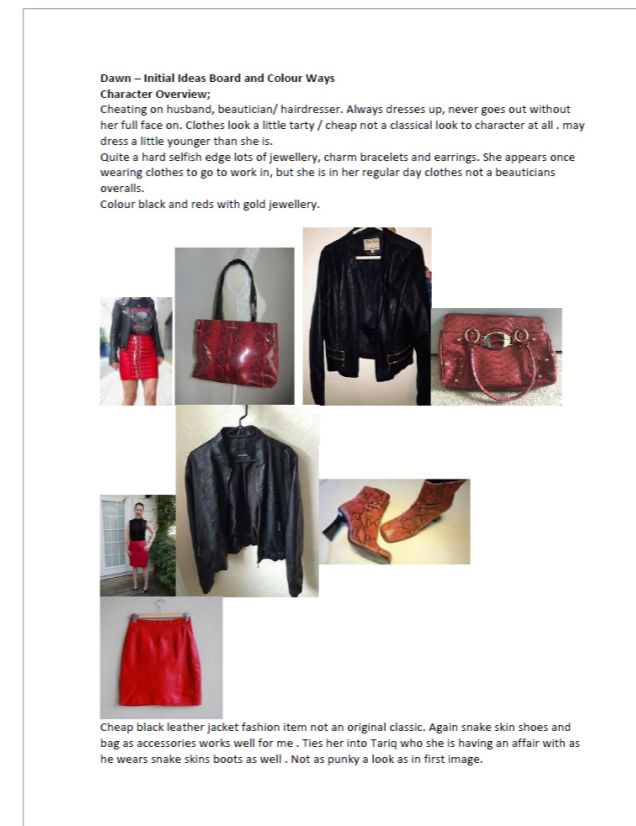 Dawn – Initial Ideas Board and Colour Ways
Character Overview;
Cheating on husband, beautician/ hairdresser. Always dresses up, never goes out without
her full face on. Clothes look a little tarty / cheap not a classical look to character at all . may
dress a little younger than she is.
Quite a hard selfish edge lots of jewellery, charm bracelets and earrings. She appears once
wearing clothes to go to work in, but she is in her regular day clothes not a beauticians
overalls.
Colour black and reds with gold jewellery.
Cheap black leather jacket fashion item not an original classic. Again snake skin shoes and
bag as accessories works well for me . Ties her into Tariq who she is having an affair with as
he wears snake skins boots as well . Not as punky a look as in first image.